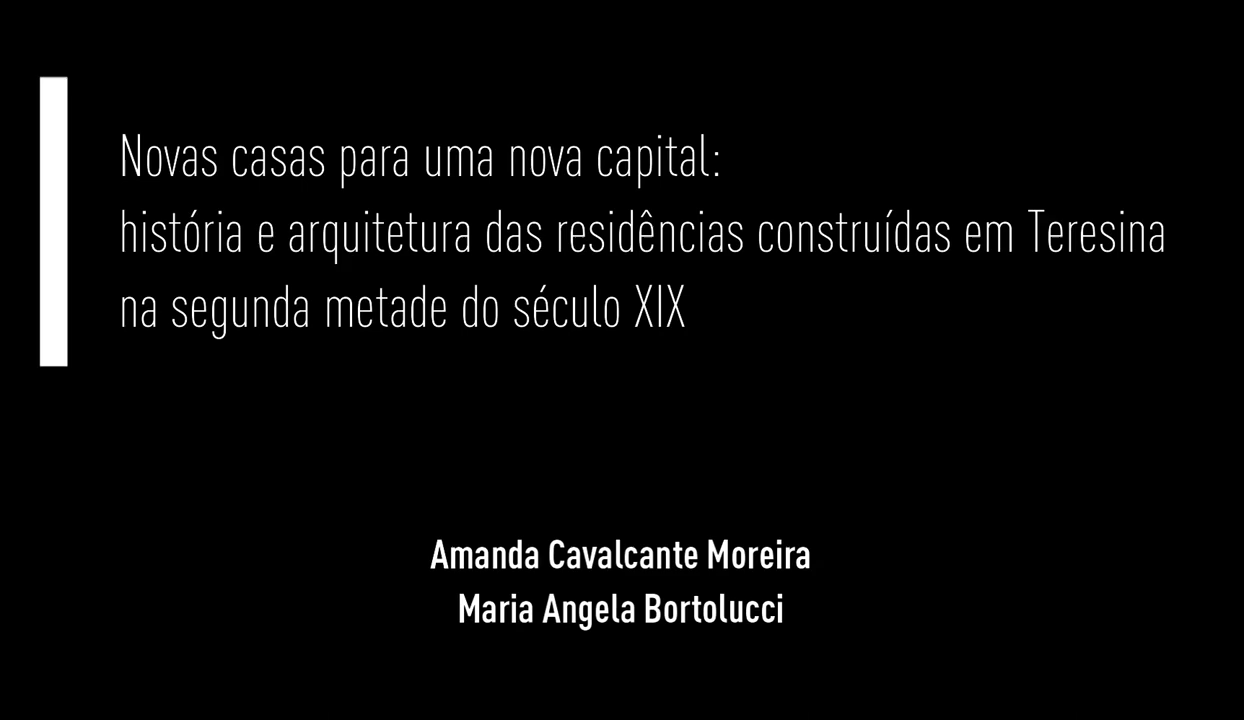 Novas casas para uma nova capital:
história e arquitetura das residências construídas em Teresina
na segunda metade do século XIX
Amanda Cavalcante Moreira
Maria Angela Bortolucci